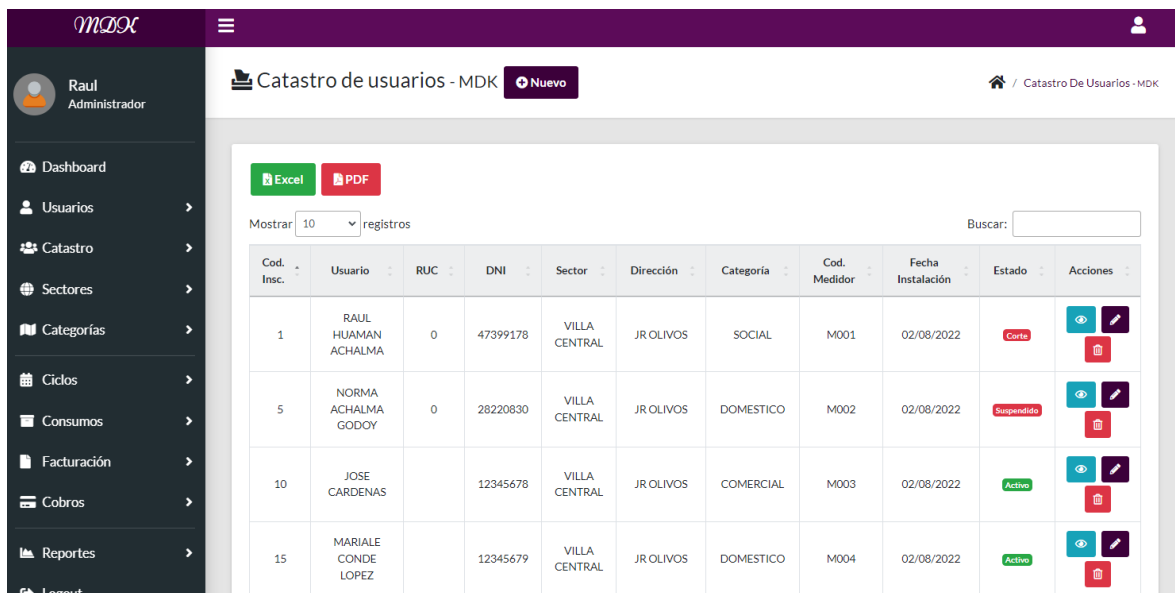 MDK
Raul
Administrador
Dashboard
Usuarios
Catastro
Sectores
Categorías
Ciclos
Consumos
Facturación
Cobros
Reportes
Logout
Catastro de usuarios - MDK
Nuevo
/ Catastro De Usuarios - MDK
Excel
PDF
Mostrar 10 registros
Buscar:
Cod. Insc. Usuario RUC DNI Sector Dirección Categoría Cod. Medidor Fecha Instalación Estado Acciones
1 RAUL HUAMAN ACHALMA 0 47399178 VILLA CENTRAL JR OLIVOS SOCIAL M001 02/08/2022 Corte
5 NORMA ACHALMA GODOY 0 28220830 VILLA CENTRAL JR OLIVOS DOMESTICO M002 02/08/2022 Suspendido
10 JOSE CARDENAS 12345678 VILLA CENTRAL JR OLIVOS COMERCIAL M003 02/08/2022 Activo
15 MARIALE CONDE LOPEZ 12345679 VILLA CENTRAL JR OLIVOS DOMESTICO M004 02/08/2022 Activo